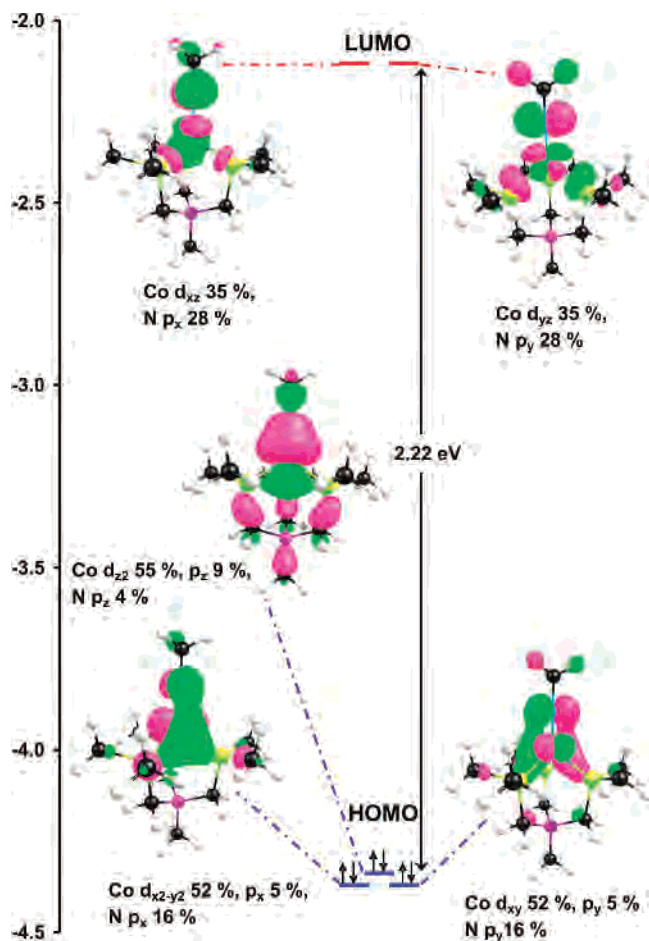 -2.0
LUMO
-2.5
Co dxz 35 %,
N px 28 %
Co dyz 35 %,
N py 28 %
-3.0
2.22 eV
-3.5
Co dz2 55 %, pz 9 %,
N pz 4 %
-4.0
HOMO
Co dx2-y2 52 %, px 5 %,
N px 16 %
Co dxy 52 %, py 5 %
N py16 %
-4.5